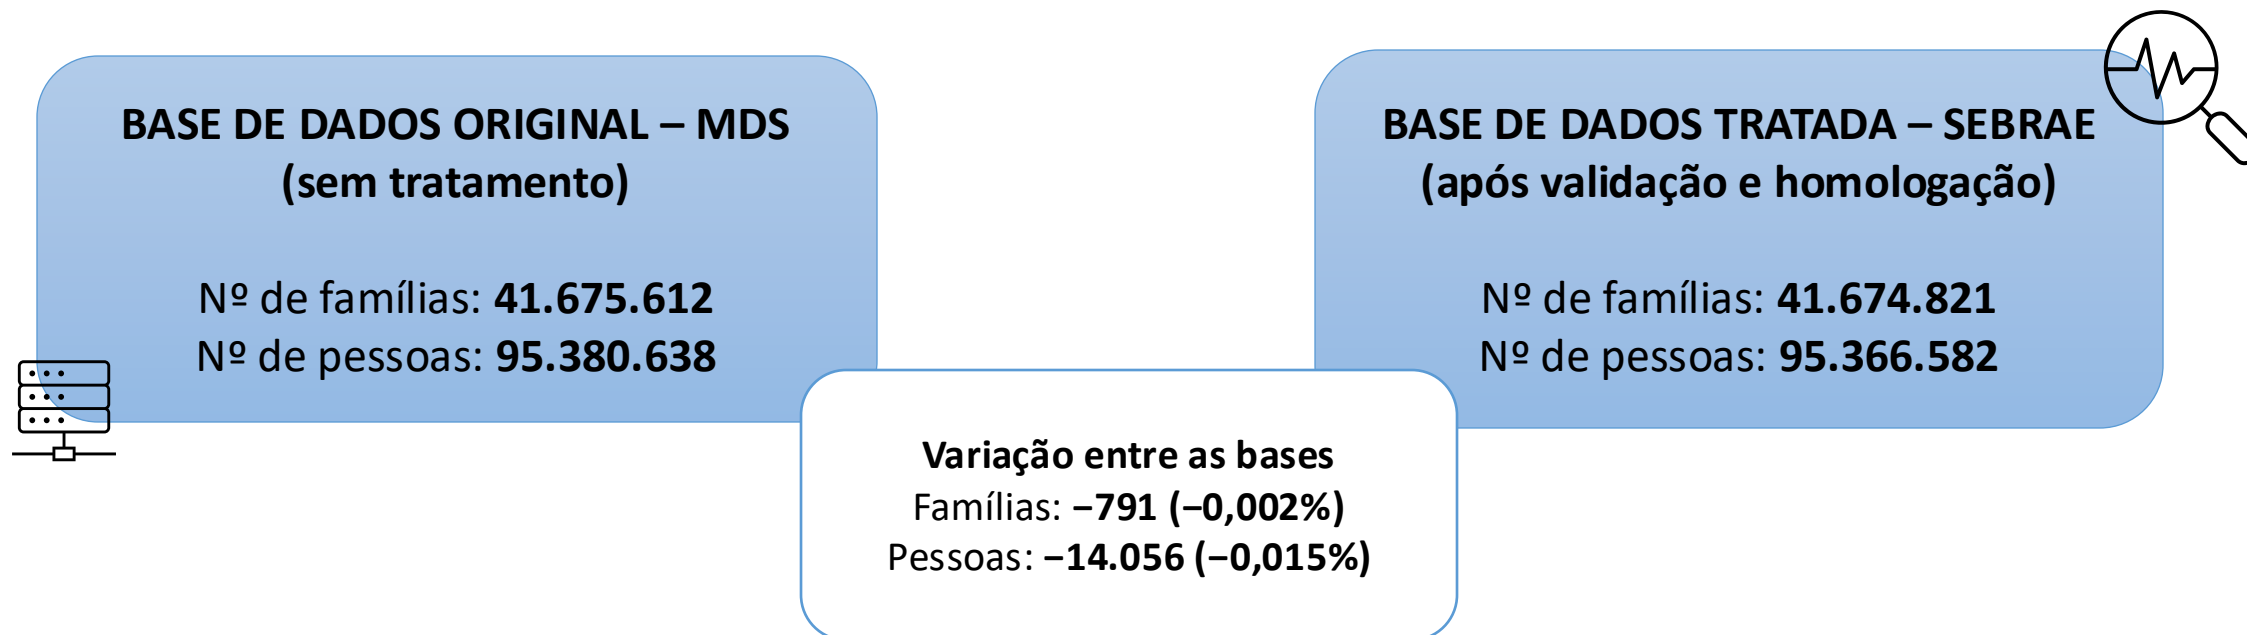 BASE DE DADOS ORIGINAL – MDS
(sem tratamento)
Nº de famílias: 41.675.612
Nº de pessoas: 95.380.638
BASE DE DADOS TRATADA – SEBRAE
(após validação e homologação)
Nº de famílias: 41.674.821
Nº de pessoas: 95.366.582
Variação entre as bases
Famílias: −791 (−0,002%)
Pessoas: −14.056 (−0,015%)